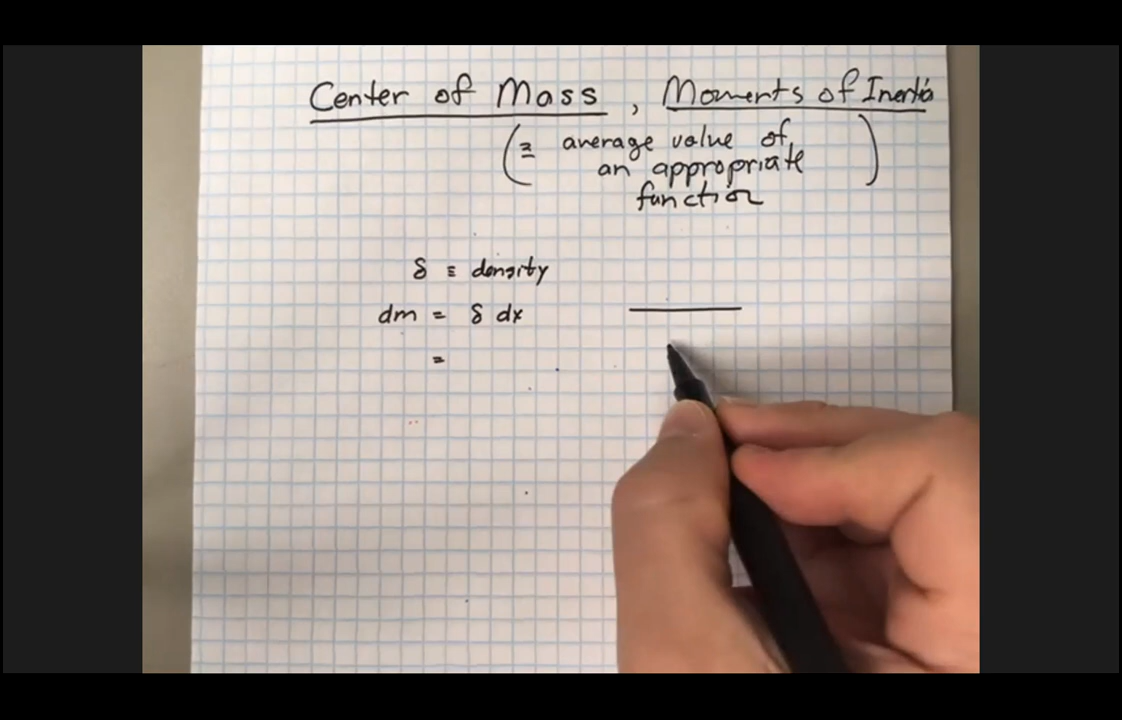 Center of Mass , Moments of Inertia
( ≡ average value of
an appropriate
function )
δ ≡ density
dm = δ dx
=